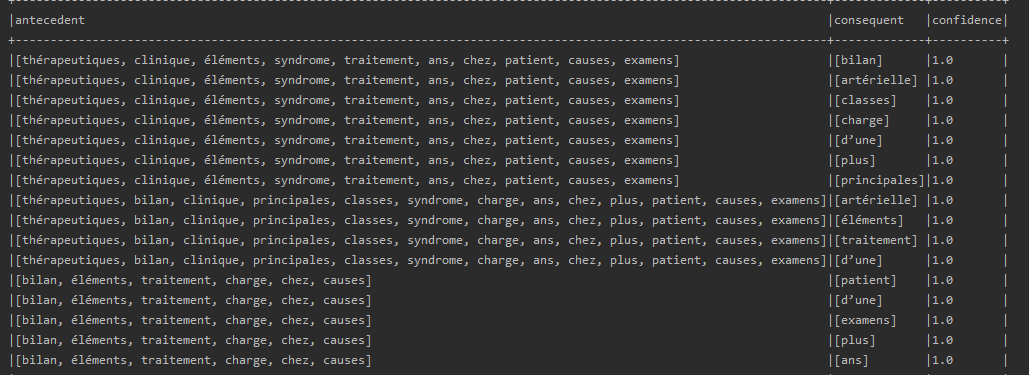 |antecedent |consequent |confidence|
+-----------------------------------------------------------------------------------------------------------------+-------------+----------+
|[thérapeutiques, clinique, éléments, syndrome, traitement, ans, chez, patient, causes, examens] |[bilan] |1.0 |
|[thérapeutiques, clinique, éléments, syndrome, traitement, ans, chez, patient, causes, examens] |[artérielle] |1.0 |
|[thérapeutiques, clinique, éléments, syndrome, traitement, ans, chez, patient, causes, examens] |[classes] |1.0 |
|[thérapeutiques, clinique, éléments, syndrome, traitement, ans, chez, patient, causes, examens] |[charge] |1.0 |
|[thérapeutiques, clinique, éléments, syndrome, traitement, ans, chez, patient, causes, examens] |[d’une] |1.0 |
|[thérapeutiques, clinique, éléments, syndrome, traitement, ans, chez, patient, causes, examens] |[plus] |1.0 |
|[thérapeutiques, clinique, éléments, syndrome, traitement, ans, chez, patient, causes, examens] |[principales]|1.0 |
|[thérapeutiques, bilan, clinique, principales, classes, syndrome, charge, ans, chez, plus, patient, causes, examens]|[artérielle] |1.0 |
|[thérapeutiques, bilan, clinique, principales, classes, syndrome, charge, ans, chez, plus, patient, causes, examens]|[éléments] |1.0 |
|[thérapeutiques, bilan, clinique, principales, classes, syndrome, charge, ans, chez, plus, patient, causes, examens]|[traitement] |1.0 |
|[thérapeutiques, bilan, clinique, principales, classes, syndrome, charge, ans, chez, plus, patient, causes, examens]|[d’une] |1.0 |
|[bilan, éléments, traitement, charge, chez, causes] |[patient] |1.0 |
|[bilan, éléments, traitement, charge, chez, causes] |[d’une] |1.0 |
|[bilan, éléments, traitement, charge, chez, causes] |[examens] |1.0 |
|[bilan, éléments, traitement, charge, chez, causes] |[plus] |1.0 |
|[bilan, éléments, traitement, charge, chez, causes] |[ans] |1.0 |